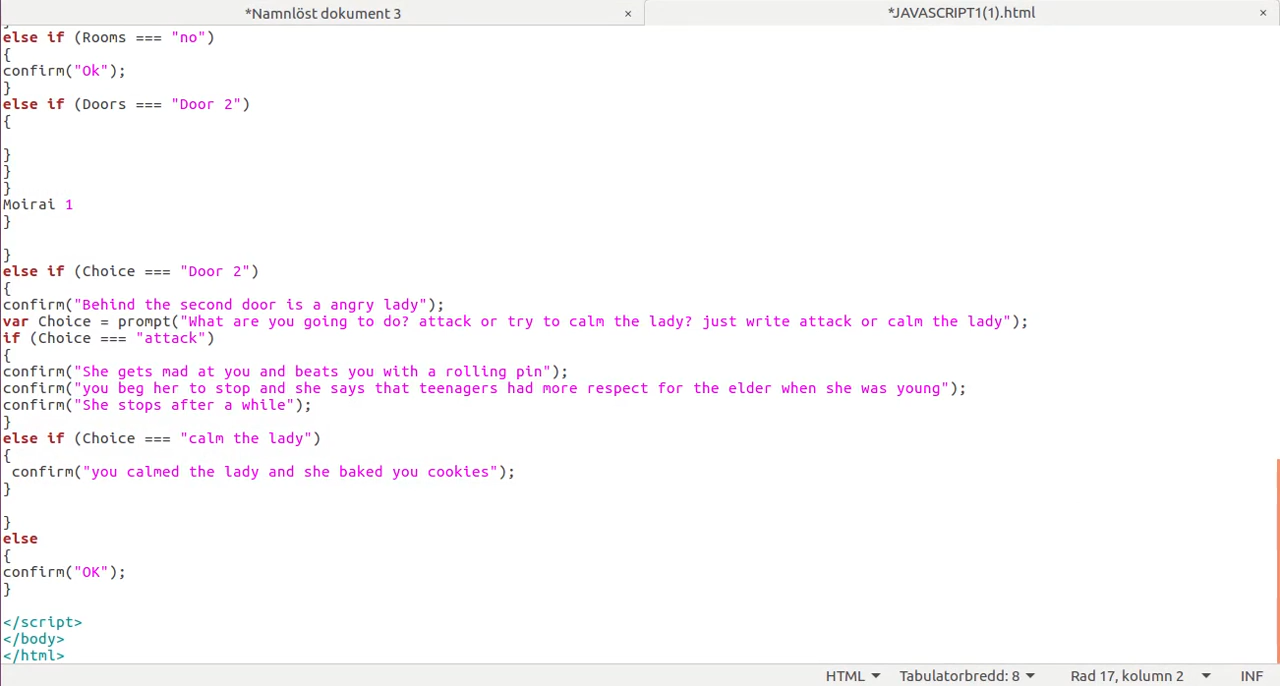 *Namnlöst dokument 3 × *JAVASCRIPT1(1).html ×
else if (Rooms === "no")
{
confirm("Ok");
}
else if (Doors === "Door 2")
{
}
}
}
Moirai 1
}
}
else if (Choice === "Door 2")
{
confirm("Behind the second door is a angry lady");
var Choice = prompt("What are you going to do? attack or try to calm the lady? just write attack or calm the lady");
if (Choice === "attack")
{
confirm("She gets mad at you and beats you with a rolling pin");
confirm("you beg her to stop and she says that teenagers had more respect for the elder when she was young");
confirm("She stops after a while");
}
else if (Choice === "calm the lady")
{
confirm("you calmed the lady and she baked you cookies");
}
}
else
{
confirm("OK");
}
</script>
</body>
</html>
HTML Tabulatorbredd: 8 Rad 17, kolumn 2 INF